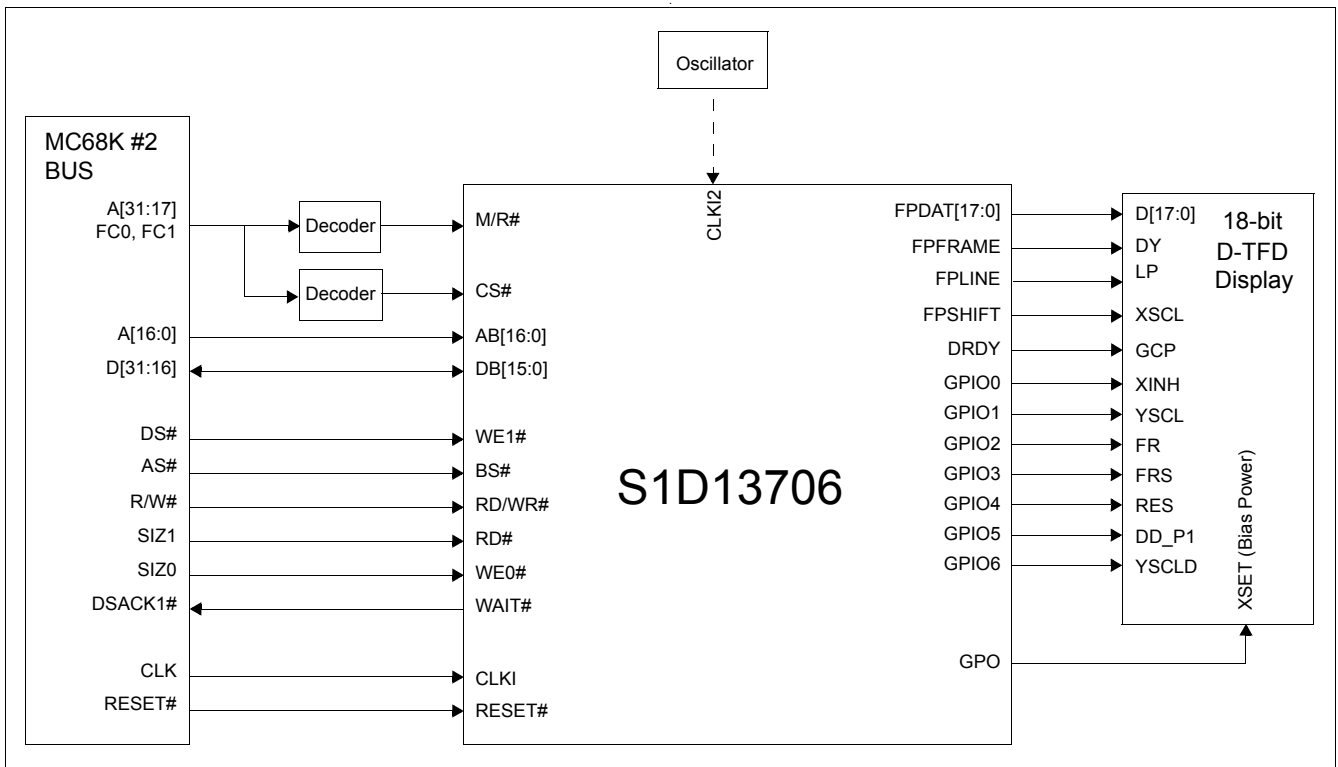 Oscillator
MC68K #2
BUS
A[31:17]
FC0, FC1
A[16:0]
D[31:16]
DS#
AS#
R/W#
SIZ1
SIZ0
DSACK1#
CLK
RESET#
Decoder
Decoder
M/R#
CS#
AB[16:0]
DB[15:0]
WE1#
BS#
RD/WR#
RD#
WE0#
WAIT#
CLKI
RESET#
CLKI2
S1D13706
FPDAT[17:0]
FPFRAME
FPLINE
FPSHIFT
DRDY
GPIO0
GPIO1
GPIO2
GPIO3
GPIO4
GPIO5
GPIO6
GPO
D[17:0]
DY
LP
XSCL
GCP
XINH
YSCL
FR
FRS
RES
DD_P1
YSCLD
18-bit
D-TFD
Display
XSET (Bias Power)